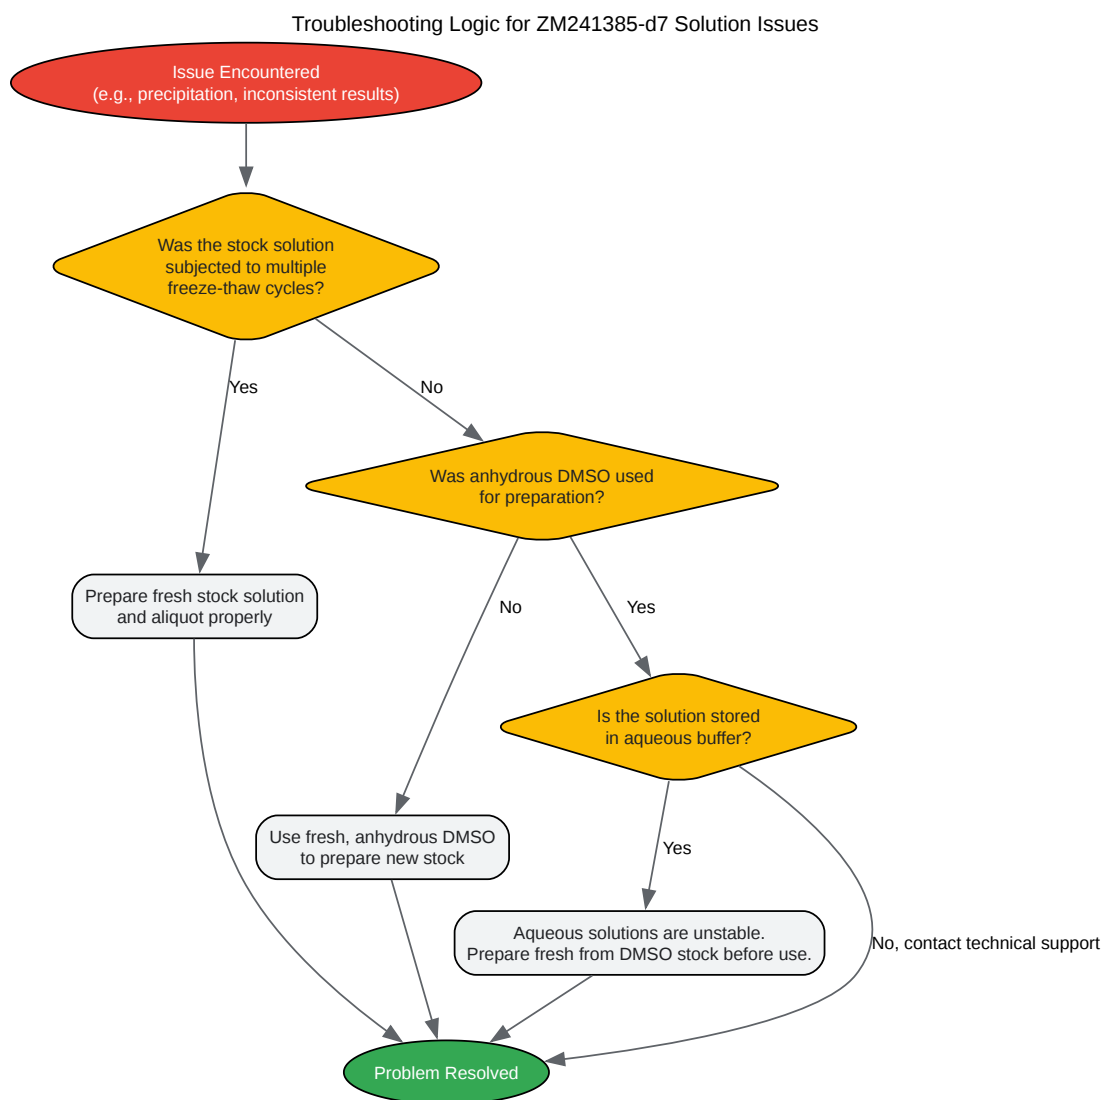 Troubleshooting Logic for ZM241385-d7 Solution Issues
Issue Encountered
(e.g., precipitation, inconsistent results)
Was the stock solution
subjected to multiple
freeze-thaw cycles?
Yes
No
Was anhydrous DMSO used
for preparation?
Prepare fresh stock solution
and aliquot properly
No
Yes
Is the solution stored
in aqueous buffer?
Use fresh, anhydrous DMSO
to prepare new stock
Yes
Aqueous solutions are unstable.
Prepare fresh from DMSO stock before use.
No, contact technical support
Problem Resolved